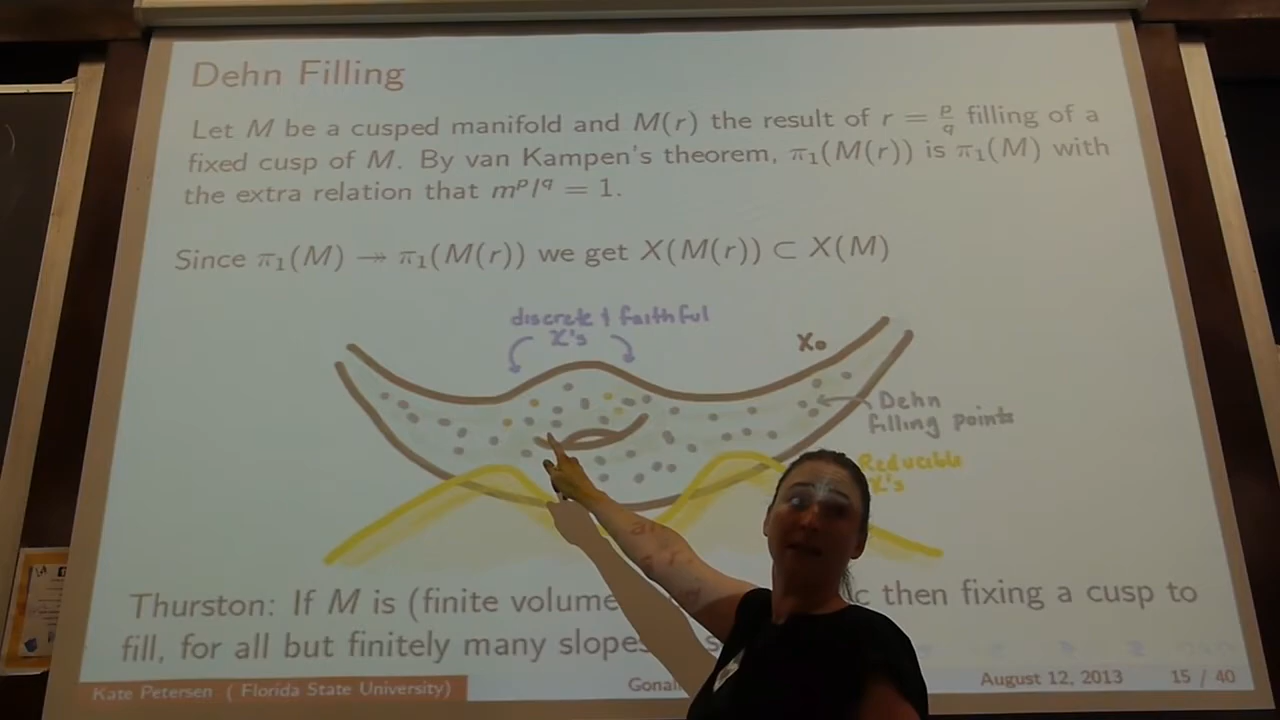 Dehn Filling
Let M be a cusped manifold and M(r) the result of r = p/q filling of a
fixed cusp of M. By van Kampen's theorem, π₁(M(r)) is π₁(M) with
the extra relation that mᵖlᑫ = 1.
Since π₁(M) ↠ π₁(M(r)) we get X(M(r)) ⊂ X(M)
discrete & faithful
χ's
X₀
Dehn
filling points
Reducible
χ's
Thurston: If M is (finite volume then fixing a cusp to
fill, for all but finitely many slopes
Kate Petersen ( Florida State University)
August 12, 2013
15 / 40